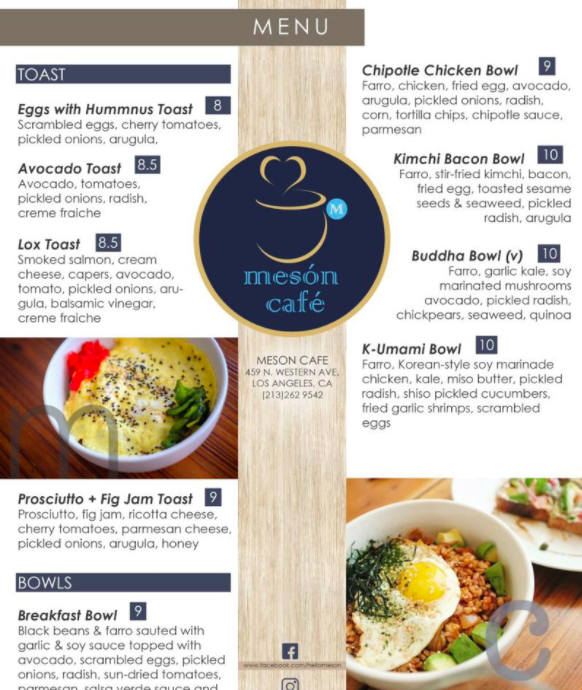 MENU
TOAST
Eggs with Hummnus Toast 8
Scrambled eggs, cherry tomatoes,
pickled onions, arugula,
Avocado Toast 8.5
Avocado, tomatoes,
pickled onions, radish,
creme fraiche
Lox Toast 8.5
Smoked salmon, cream
cheese, capers, avocado,
tomato, pickled onions, aru-
gula, balsamic vinegar,
creme fraiche
m
Prosciutto + Fig Jam Toast 9
Prosciutto, fig jam, ricotta cheese,
cherry tomatoes, parmesan cheese,
pickled onions, arugula, honey
BOWLS
Breakfast Bowl 9
Black beans & farro sauted with
garlic & soy sauce topped with
avocado, scrambled eggs, pickled
onions, radish, sun-dried tomatoes,
parmesan, salsa verde sauce and
M
mesón
café
MESON CAFE
459 N. WESTERN AVE,
LOS ANGELES, CA
(213)262 9542
f
www.facebook.com/hellomeson
Chipotle Chicken Bowl 9
Farro, chicken, fried egg, avocado,
arugula, pickled onions, radish,
corn, tortilla chips, chipotle sauce,
parmesan
Kimchi Bacon Bowl 10
Farro, stir-fried kimchi, bacon,
fried egg, toasted sesame
seeds & seaweed, pickled
radish, arugula
Buddha Bowl (v) 10
Farro, garlic kale, soy
marinated mushrooms
avocado, pickled radish,
chickpears, seaweed, quinoa
K-Umami Bowl 10
Farro, Korean-style soy marinade
chicken, kale, miso butter, pickled
radish, shiso pickled cucumbers,
fried garlic shrimps, scrambled
eggs
c